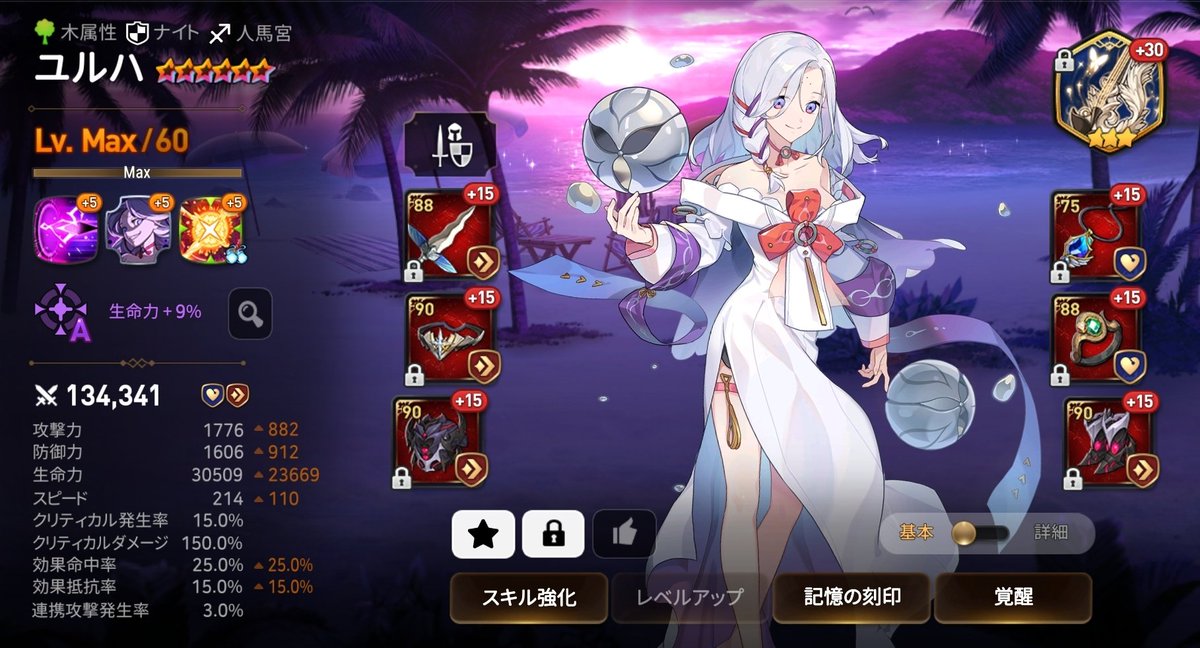 木属性 ナイト 人馬宮
ユルハ
Lv. Max/60
Max
+5 +5 +5
A 生命力+9%
134,341
攻撃力 1776 882
防御力 1606 912
生命力 30509 23669
スピード 214 110
クリティカル発生率 15.0%
クリティカルダメージ 150.0%
効果命中率 25.0% 25.0%
効果抵抗率 15.0% 15.0%
連携攻撃発生率 3.0%
88 +15
90 +15
90 +15
+30
75 +15
88 +15
90 +15
基本 詳細
スキル強化 レベルアップ 記憶の刻印 覚醒